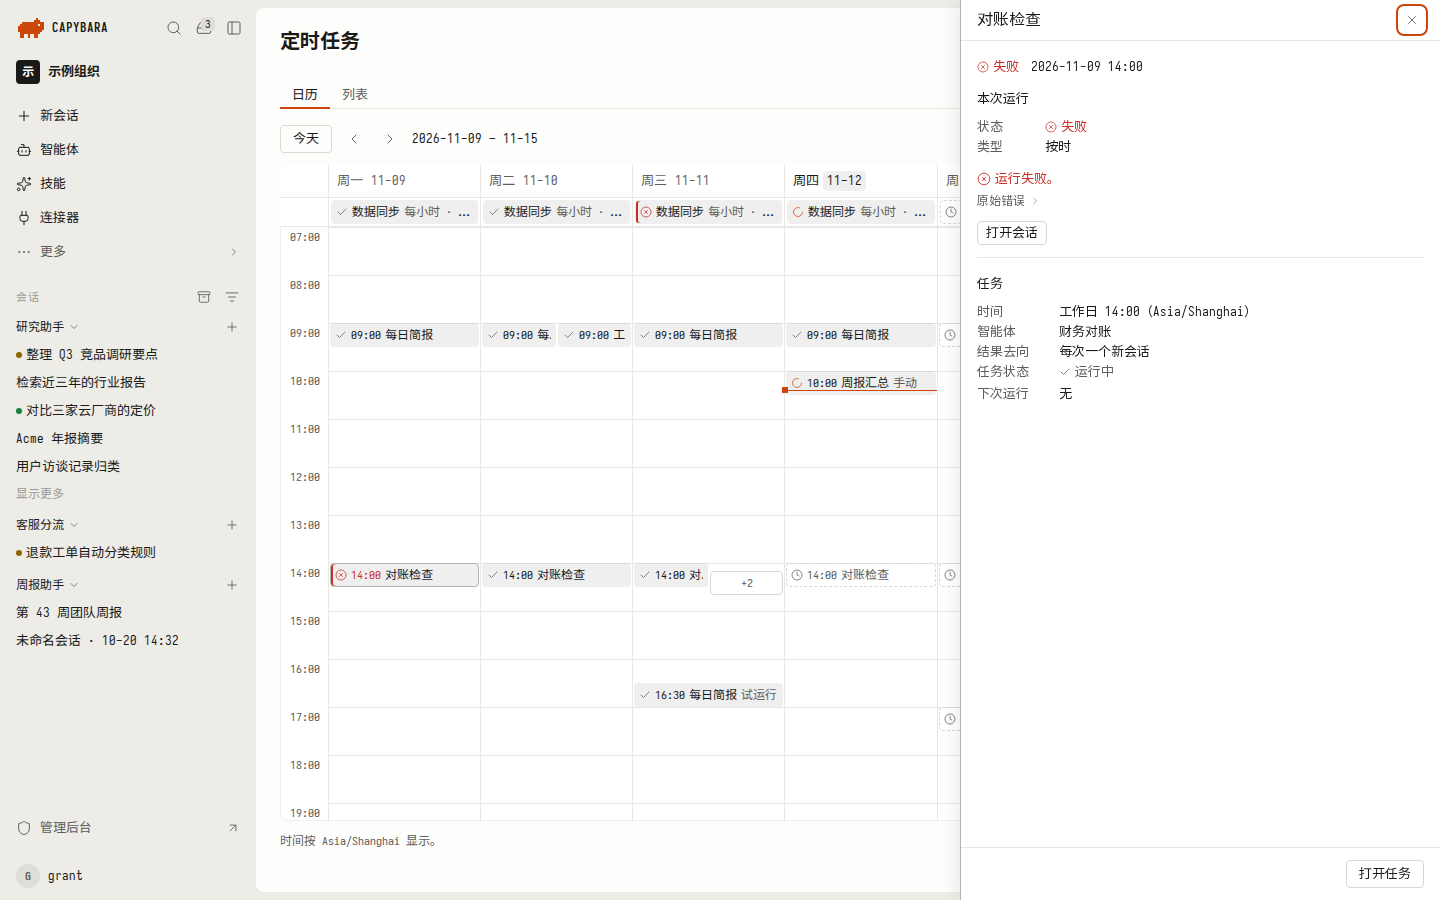 CAPYBARA
3
示 示例组织
新会话
智能体
技能
连接器
更多
会话
研究助手
整理 Q3 竞品调研要点
检索近三年的行业报告
对比三家云厂商的定价
Acme 年报摘要
用户访谈记录归类
显示更多
客服分流
退款工单自动分类规则
周报助手
第 43 周团队周报
未命名会话 · 10-20 14:32
管理后台
G grant
定时任务
日历 列表
今天 2026-11-09 – 11-15
周一 11-09 周二 11-10 周三 11-11 周四 11-12 周
数据同步 每小时 · ... 数据同步 每小时 · ... 数据同步 每小时 · ... 数据同步 每小时 · ...
07:00
08:00
09:00 09:00 每日简报 09:00 每. 09:00 工 09:00 每日简报 09:00 每日简报
10:00 10:00 周报汇总 手动
11:00
12:00
13:00
14:00 14:00 对账检查 14:00 对账检查 14:00 对. +2 14:00 对账检查
15:00
16:00
16:30 每日简报 试运行
17:00
18:00
19:00
时间按 Asia/Shanghai 显示。
对账检查
失败 2026-11-09 14:00
本次运行
状态 失败
类型 按时
运行失败。
原始错误
打开会话
任务
时间 工作日 14:00 (Asia/Shanghai)
智能体 财务对账
结果去向 每次一个新会话
任务状态 运行中
下次运行 无
打开任务